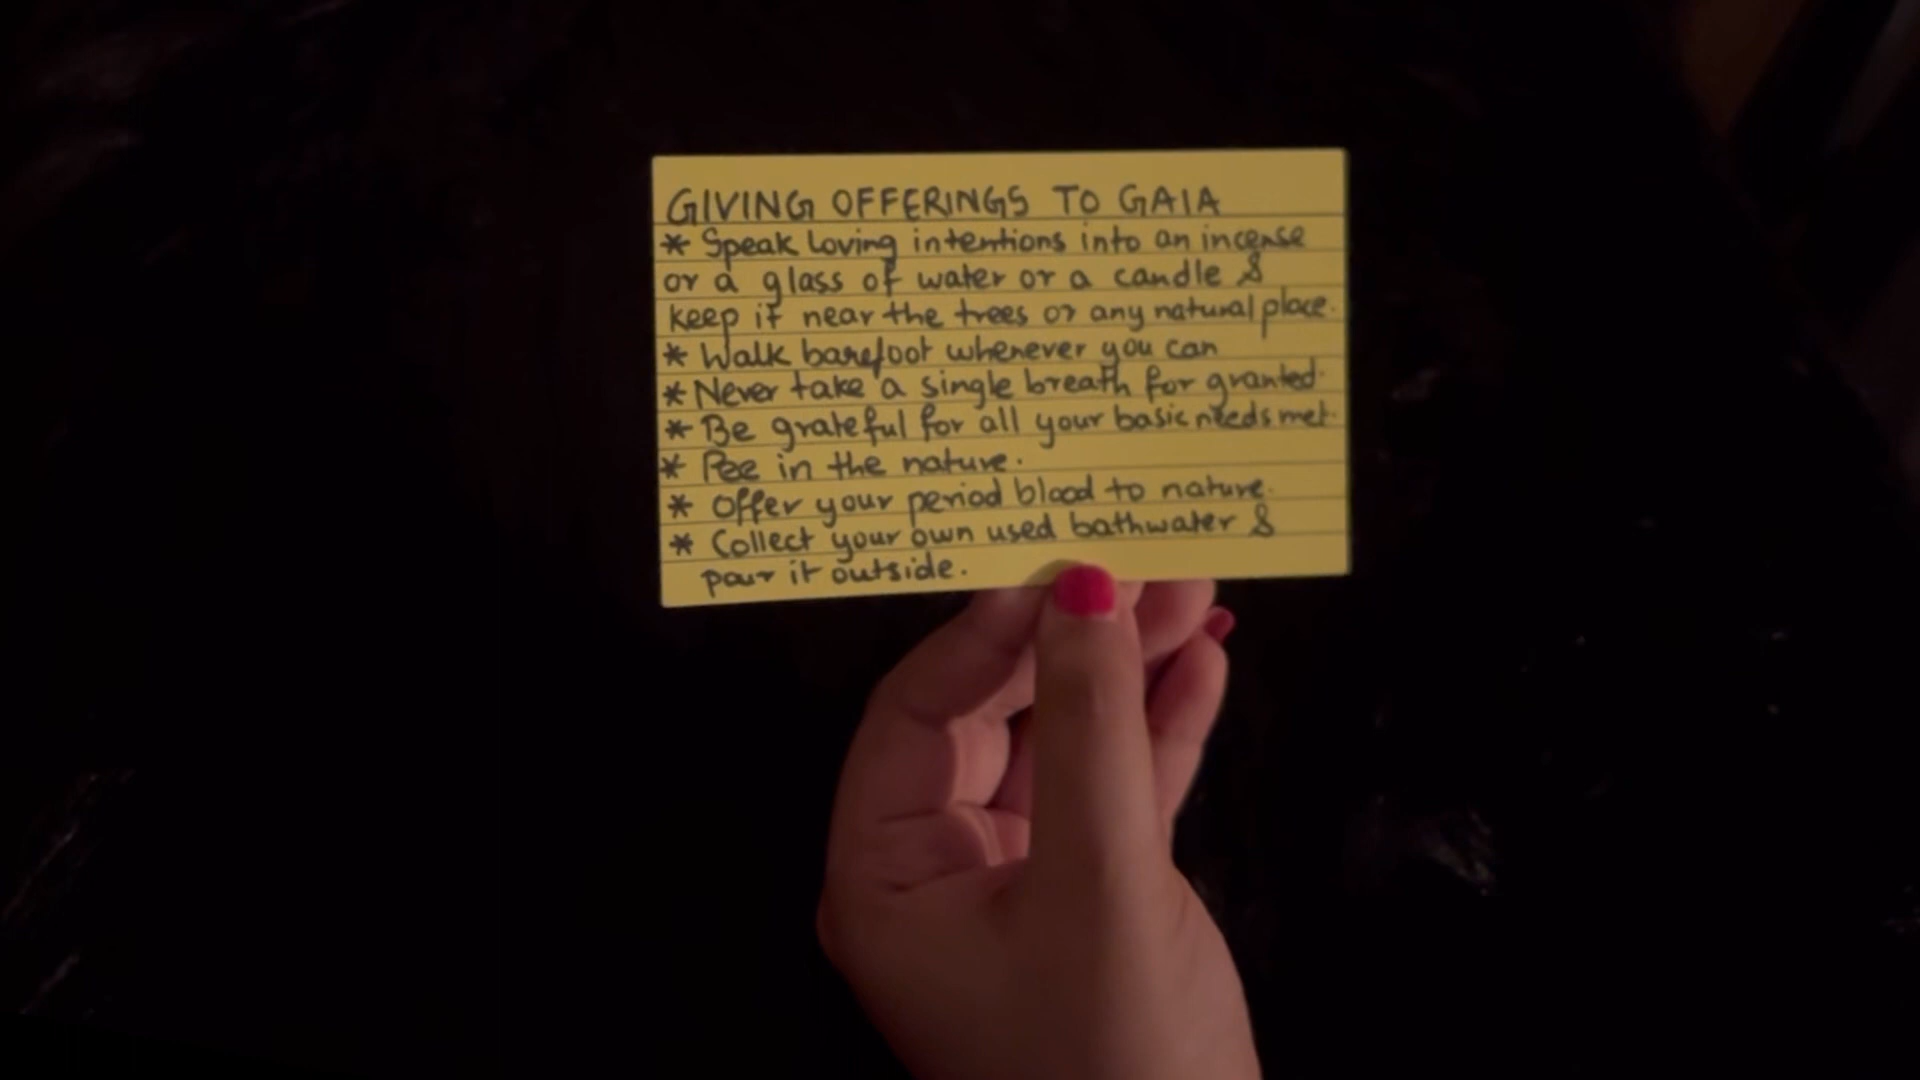 GIVING OFFERINGS TO GAIA
* Speak loving intentions into an incense
or a glass of water or a candle &
keep it near the trees or any natural place.
* Walk barefoot whenever you can
* Never take a single breath for granted.
* Be grateful for all your basic needs met.
* Pee in the nature.
* Offer your period blood to nature.
* Collect your own used bathwater &
pour it outside.